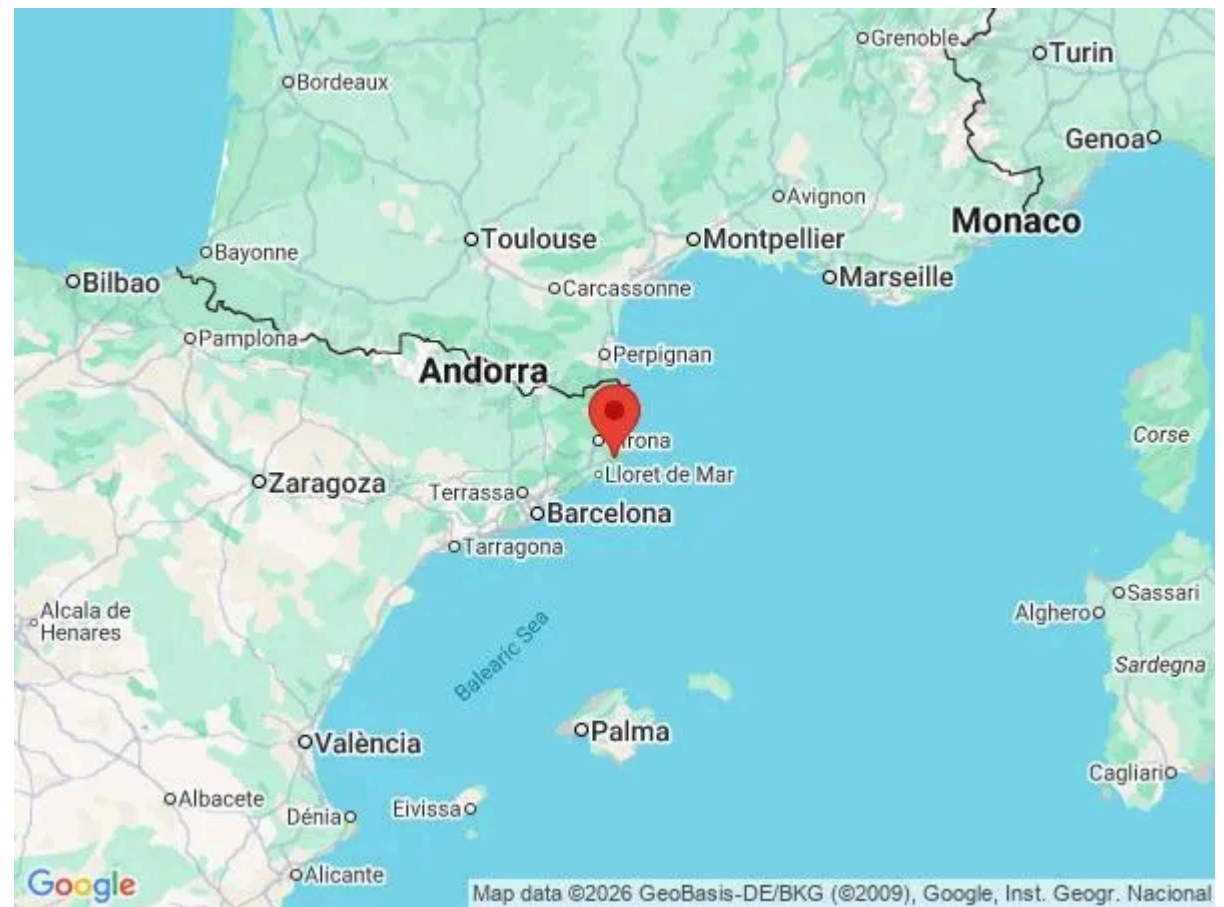 Grenoble
Turin
Bordeaux
Genoa
Avignon
Monaco
Toulouse
Montpellier
Bayonne
Marseille
Bilbao
Carcassonne
Pamplona
Perpignan
Andorra
Corse
irona
Lloret de Mar
Zaragoza
Terrassa
Barcelona
Tarragona
Sassari
Alcala de
Henares
Alghero
Balearic Sea
Sardegna
Palma
València
Cagliari
Albacete
Eivissa
Dénia
Alicante
Google
Map data ©2026 GeoBasis-DE/BKG (©2009), Google, Inst. Geogr. Nacional